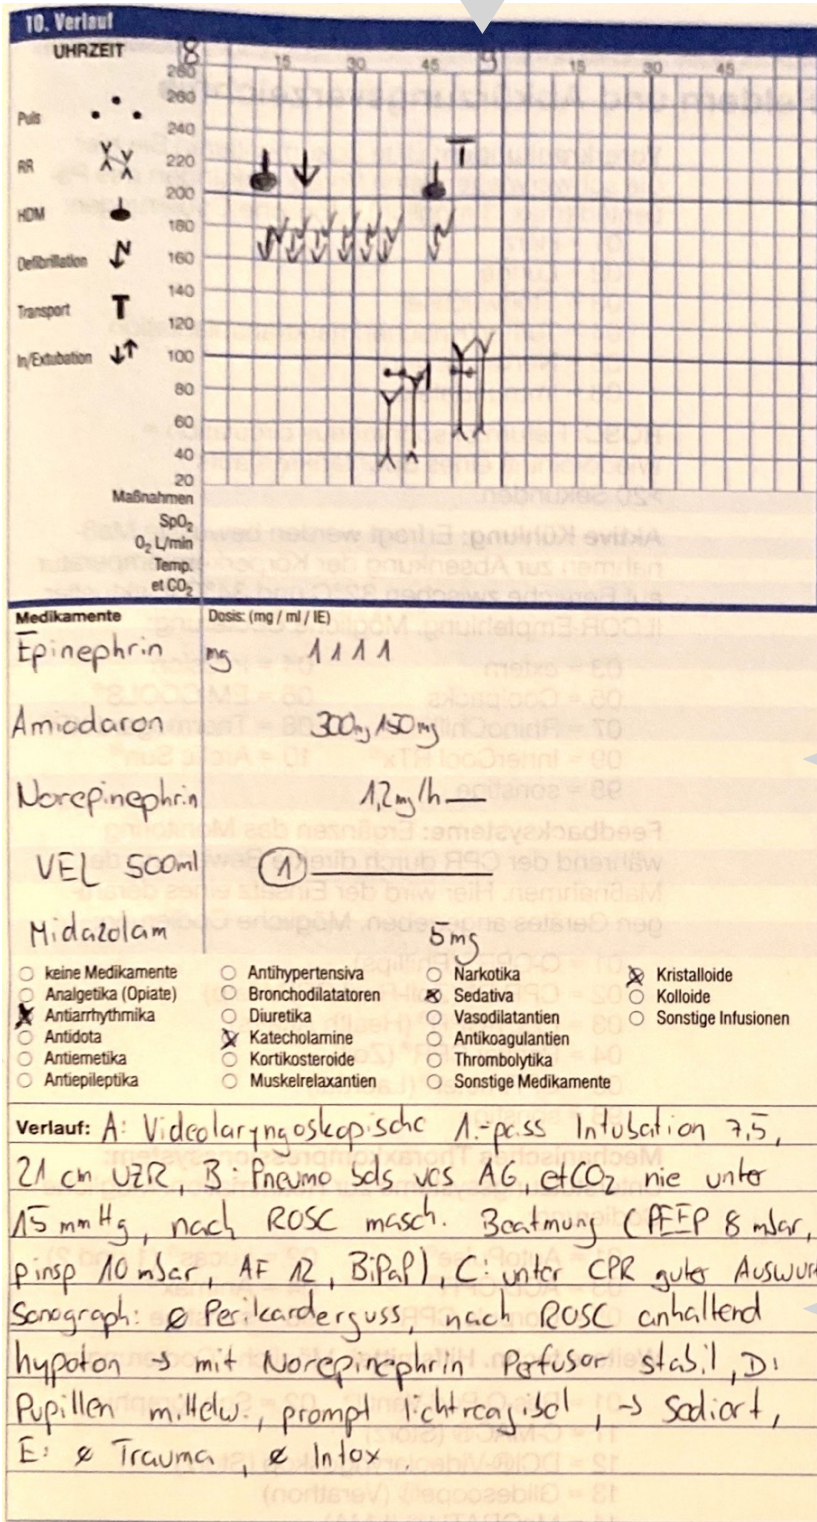 10. Verlauf
UHRZEIT 8 15 30 45 9 15 30 45
280
260
Puls
240
RR 220
200
HDM
180
Defibrillation 160
140
Transport T
120
In/Extubation 100
80
60
40
20
Maßnahmen
SpO₂
O₂ L/min
Temp.
et CO₂
Medikamente Dosis: (mg / ml / IE)
Epinephrin mg 1 1 1 1
Amiodaron 300mg 150mg
Norepinephrin 1,2mg/h
VEL 500ml 1
Midazolam 5mg
keine Medikamente Antihypertensiva Narkotika Kristalloide
Analgetika (Opiate) Bronchodilatatoren Sedativa Kolloide
Antiarrhythmika Diuretika Vasodilatantien Sonstige Infusionen
Antidota Katecholamine Antikoagulantien
Antiemetika Kortikosteroide Thrombolytika
Antiepileptika Muskelrelaxantien Sonstige Medikamente
Verlauf: A: Videolaryngoskopische 1.-pass Intubation 7,5,
21 cm UZR, B: Pneumo sds vcs AG, etCO₂ nie unter
15 mmHg, nach ROSC masch. Beatmung (PEEP 8 mbar,
pinsp 10 mbar, AF 12, BiPaP), C: unter CPR guter Auswurf
Sonograph: ø Perikarderguss, nach ROSC anhaltend
hypoton → mit Norepinephrin Perfusor stabil, D:
Pupillen mittelw., prompt lichtreagibel, → Sediert,
E: ø Trauma, ø Intox.